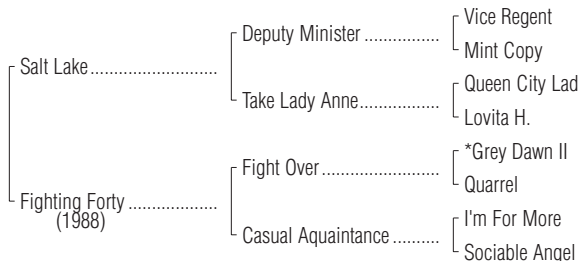 Vice Regent
Deputy Minister ................
Mint Copy
Salt Lake...........................
Queen City Lad
Take Lady Anne.................
Lovita H.
*Grey Dawn II
Fight Over.........................
Quarrel
Fighting Forty ...................
(1988)
I'm For More
Casual Aquaintance ..........
Sociable Angel